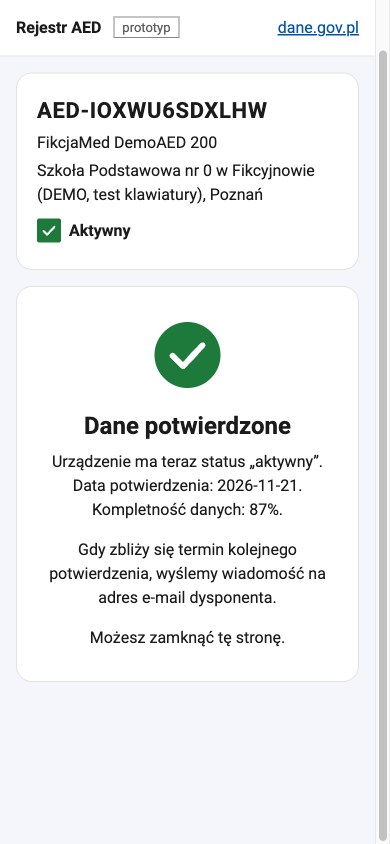 Rejestr AED prototyp dane.gov.pl
AED-IOXWU6SDXLHW
FikcjaMed DemoAED 200
Szkoła Podstawowa nr 0 w Fikcyjnowie
(DEMO, test klawiatury), Poznań
Aktywny
Dane potwierdzone
Urządzenie ma teraz status „aktywny”.
Data potwierdzenia: 2026-11-21.
Kompletność danych: 87%.
Gdy zbliży się termin kolejnego
potwierdzenia, wyślemy wiadomość na
adres e-mail dysponenta.
Możesz zamknąć tę stronę.